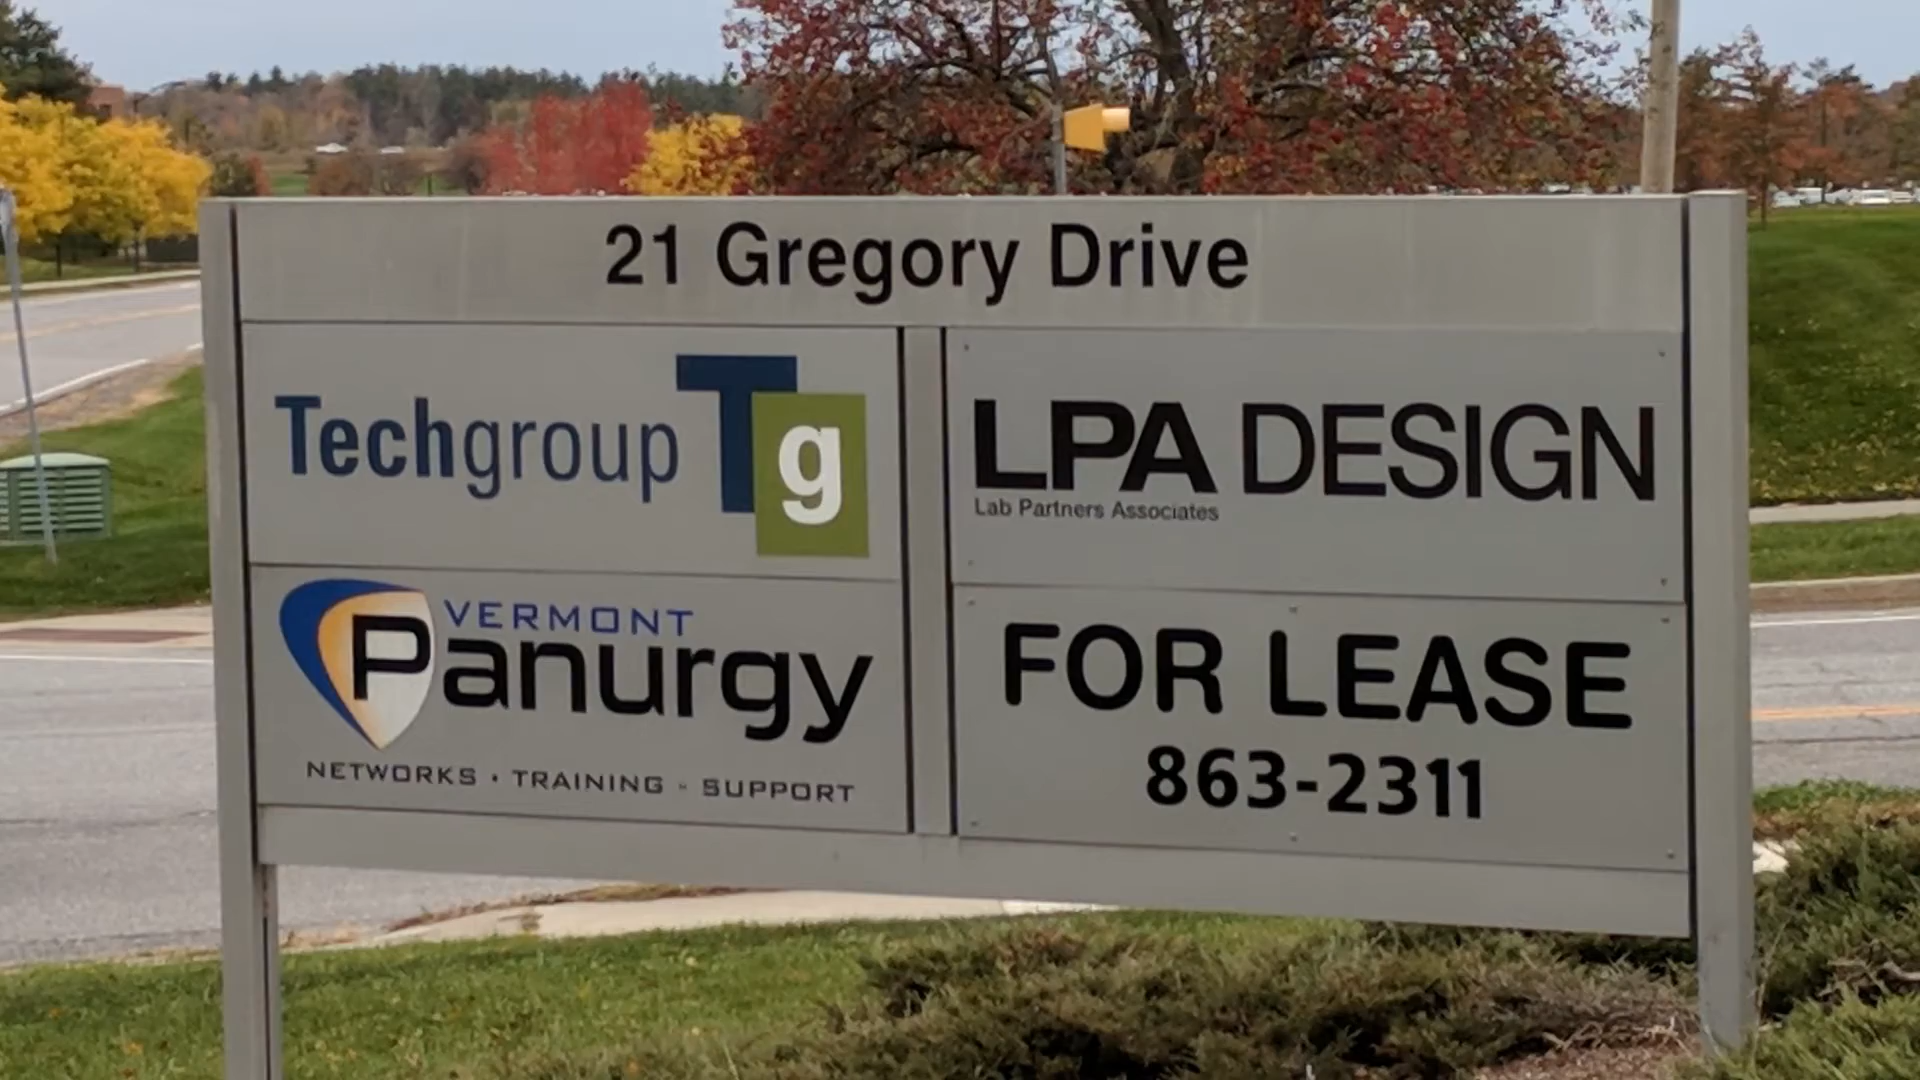 21 Gregory Drive
Techgroup Tg
LPA DESIGN
Lab Partners Associates
VERMONT
Panurgy
NETWORKS • TRAINING • SUPPORT
FOR LEASE
863-2311